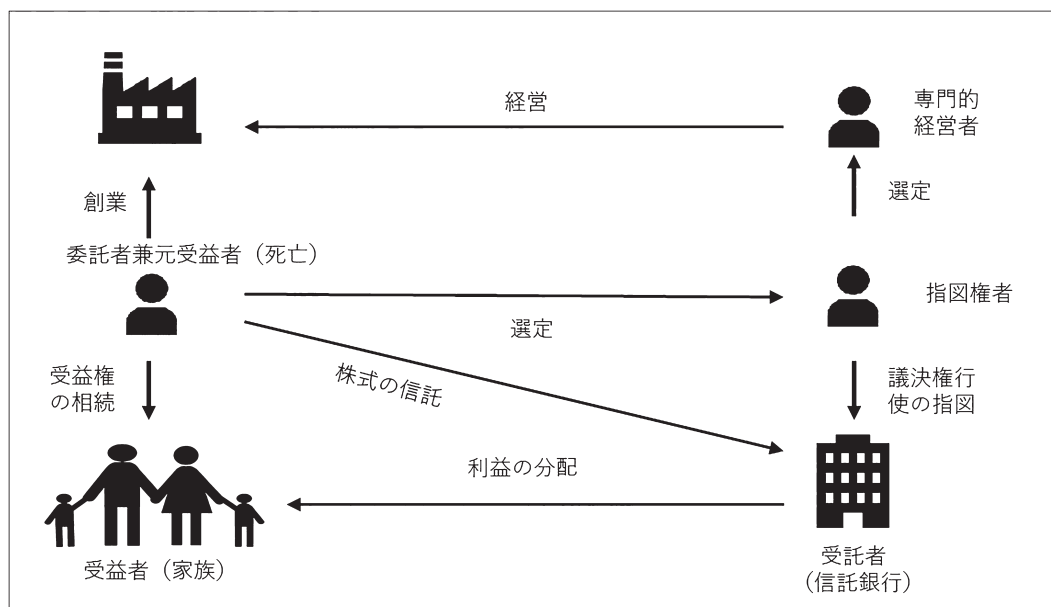 経営
専門的
経営者
創業
選定
委託者兼元受益者（死亡）
指図権者
選定
受益権
の相続
株式の信託
議決権行
使の指図
利益の分配
受益者（家族）
受託者
（信託銀行）